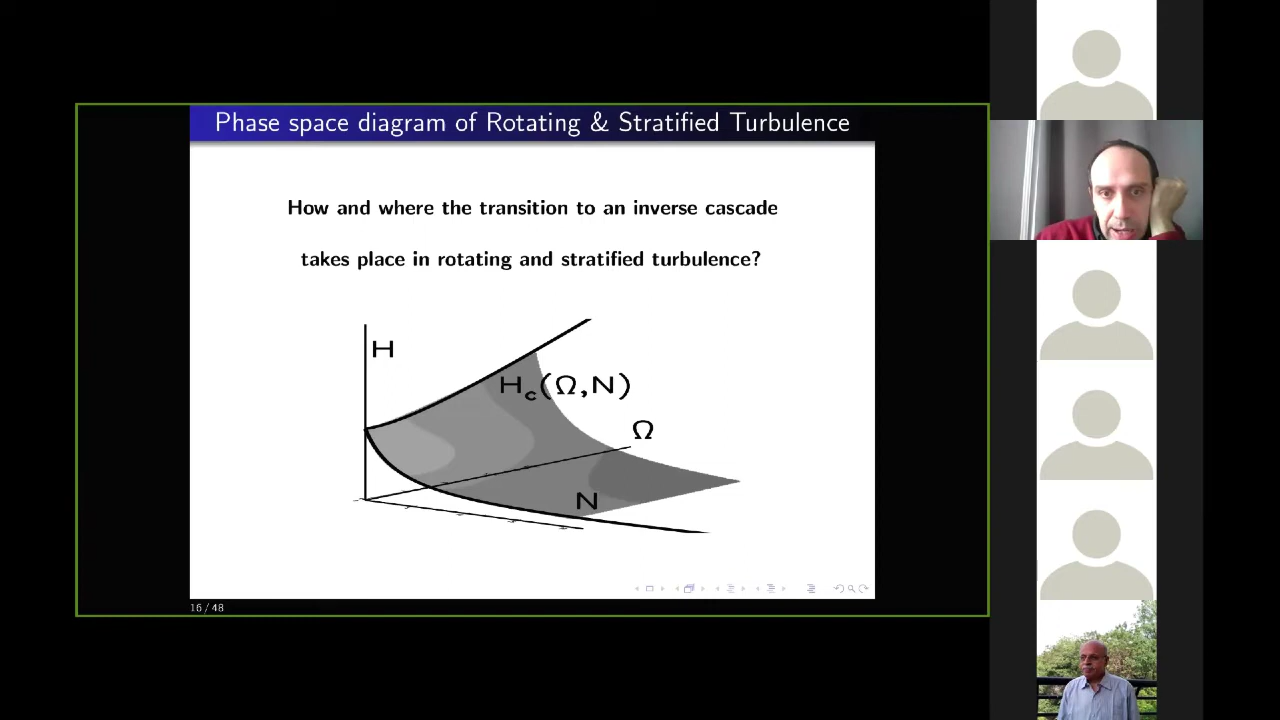 Phase space diagram of Rotating & Stratified Turbulence
How and where the transition to an inverse cascade
takes place in rotating and stratified turbulence?
H
Hc(Ω,N)
Ω
N
16 / 48